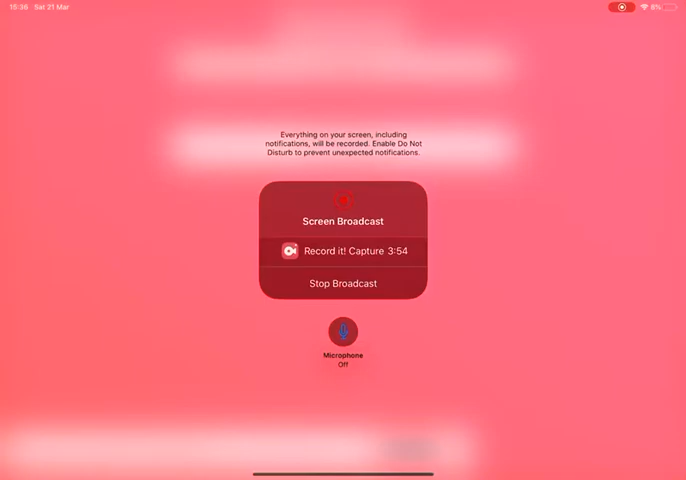 15:36 Sat 21 Mar
8%
Everything on your screen, including
notifications, will be recorded. Enable Do Not
Disturb to prevent unexpected notifications.
Screen Broadcast
Record it! Capture 3:54
Stop Broadcast
Microphone
Off